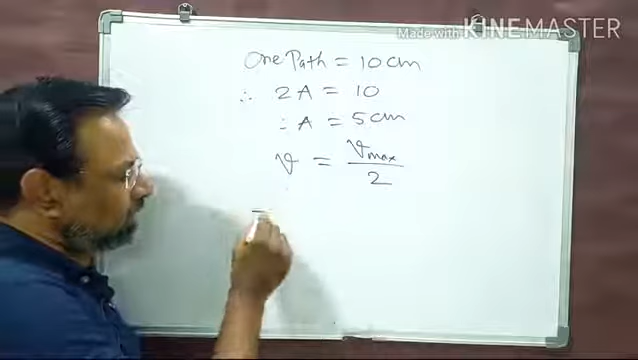 Made with KINEMASTER
One Path = 10 cm
∴ 2A = 10
∴ A = 5 cm
v = vmax / 2